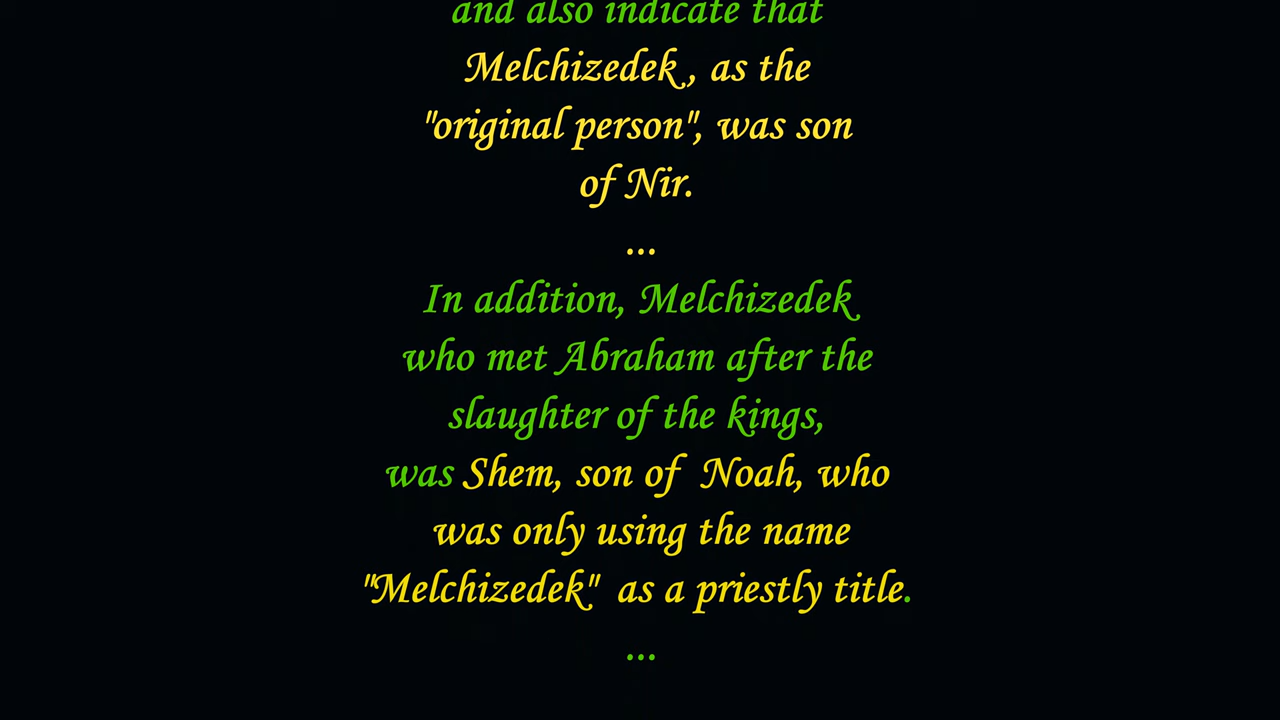 and also indicate that
Melchizedek , as the
"original person", was son
of Nir.
...
In addition, Melchizedek
who met Abraham after the
slaughter of the kings,
was Shem, son of  Noah, who
was only using the name
"Melchizedek"  as a priestly title.
...